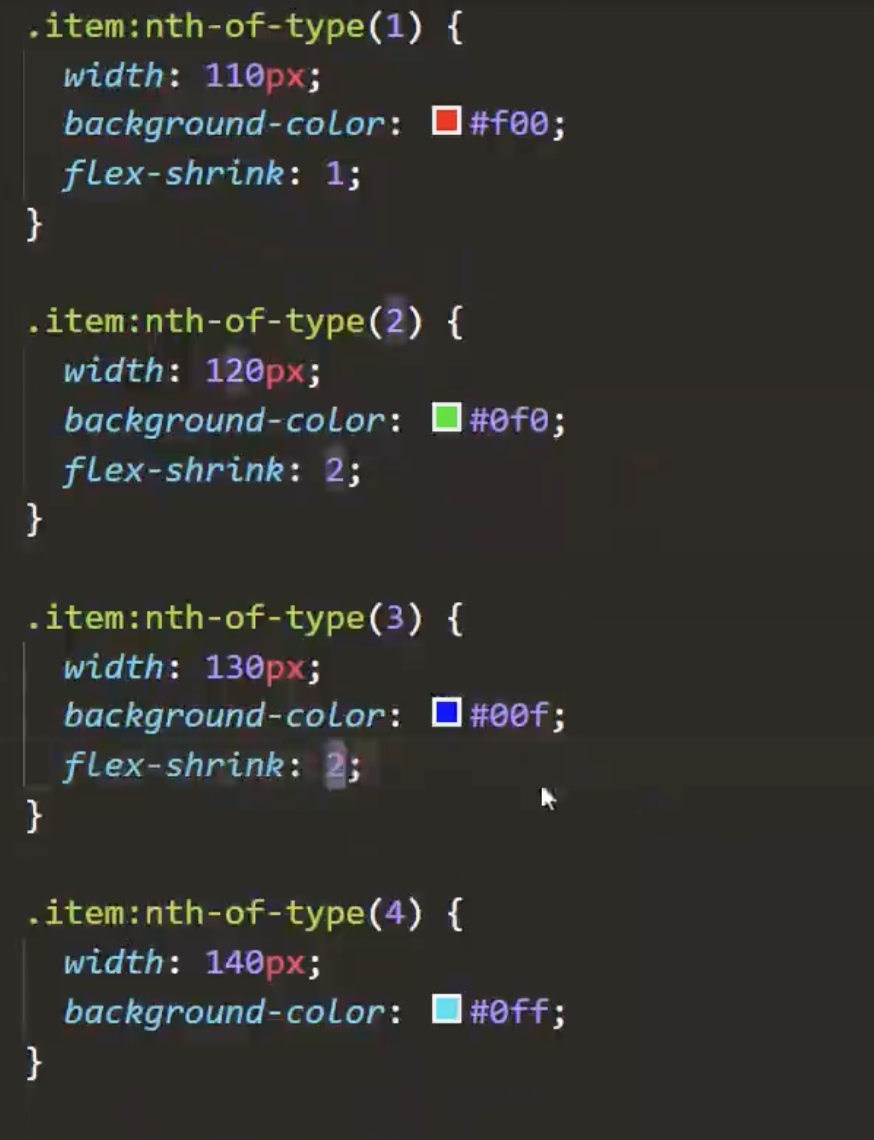 .item:nth-of-type(1) {
width: 110px;
background-color: #f00;
flex-shrink: 1;
}
.item:nth-of-type(2) {
width: 120px;
background-color: #0f0;
flex-shrink: 2;
}
.item:nth-of-type(3) {
width: 130px;
background-color: #00f;
flex-shrink: 2;
}
.item:nth-of-type(4) {
width: 140px;
background-color: #0ff;
}